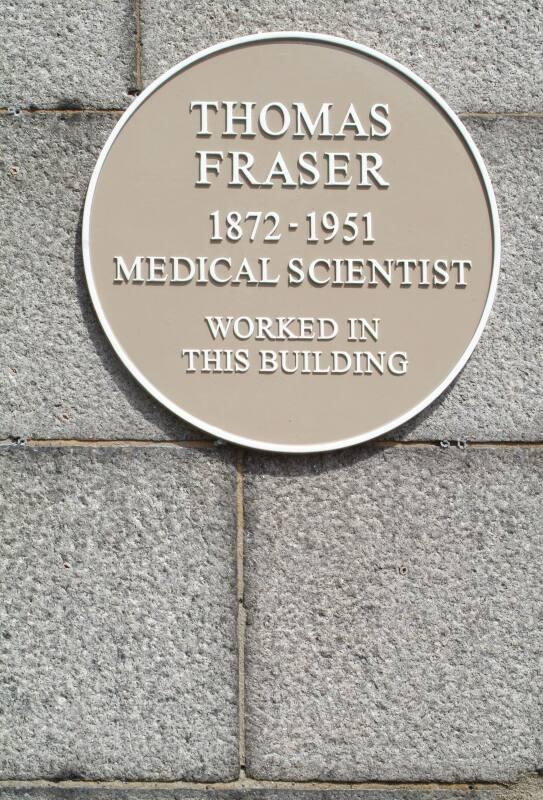 THOMAS
FRASER
1872 - 1951
MEDICAL SCIENTIST
WORKED IN
THIS BUILDING